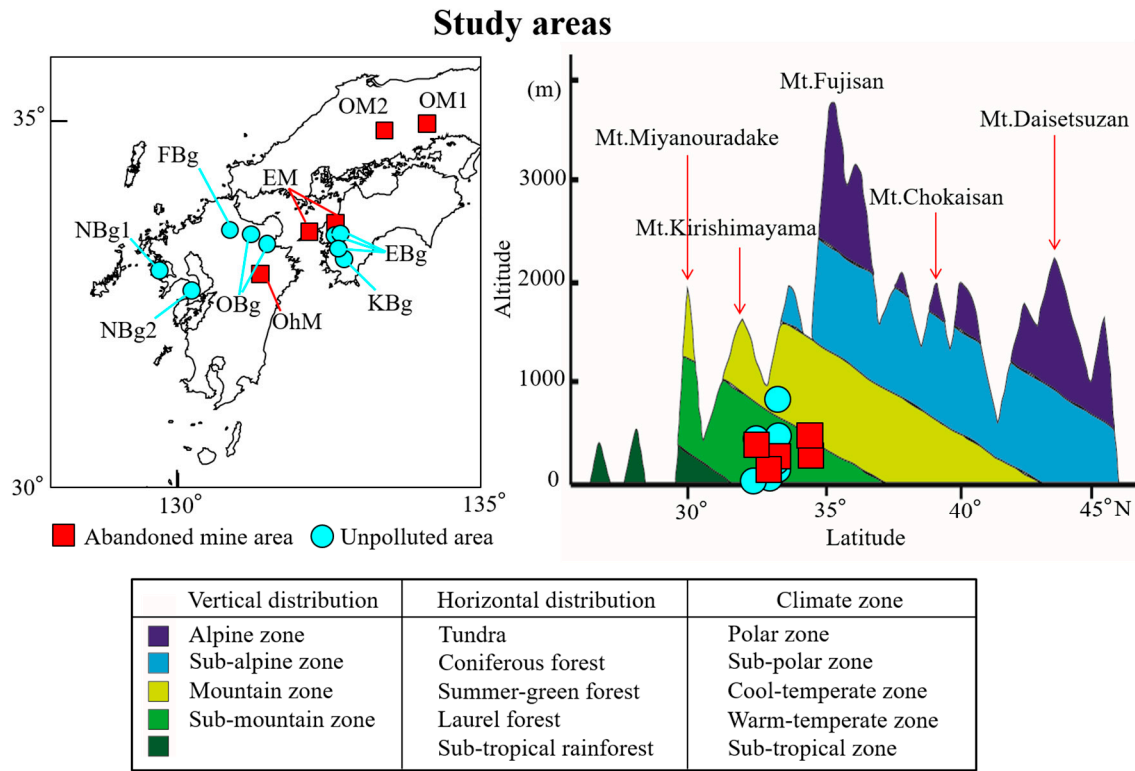 Study areas
35°
30°
130°
135°
OM2
OM1
FBg
EM
NBg1
EBg
OBg
KBg
NBg2
OhM
Abandoned mine area
Unpolluted area
(m)
Mt.Fujisan
Mt.Miyanouradake
Mt.Daisetsuzan
Mt.Chokaisan
Mt.Kirishimayama
Altitude
3000
2000
1000
0
30°
35°
40°
45°N
Latitude
Vertical distribution Horizontal distribution Climate zone
Alpine zone Tundra Polar zone
Sub-alpine zone Coniferous forest Sub-polar zone
Mountain zone Summer-green forest Cool-temperate zone
Sub-mountain zone Laurel forest Warm-temperate zone
Sub-tropical rainforest Sub-tropical zone